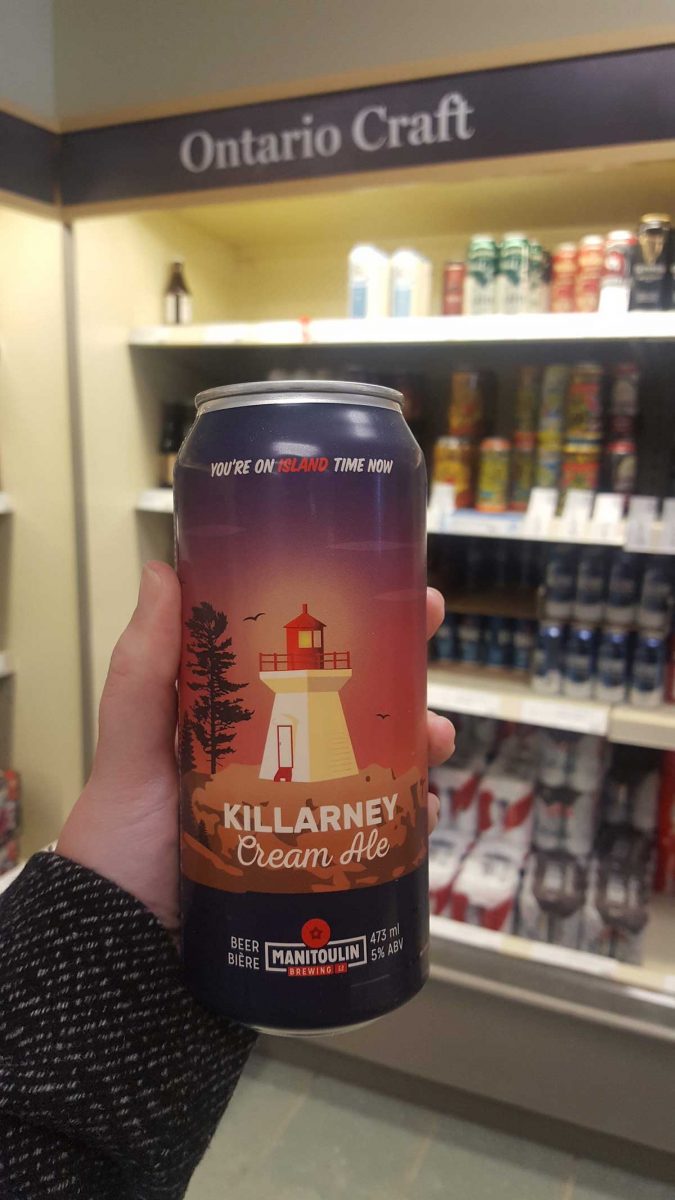 Ontario Craft
YOU'RE ON ISLAND TIME NOW
KILLARNEY
Cream Ale
BEER
BIÈRE
MANITOULIN
BREWING
473 ml
5% ABV